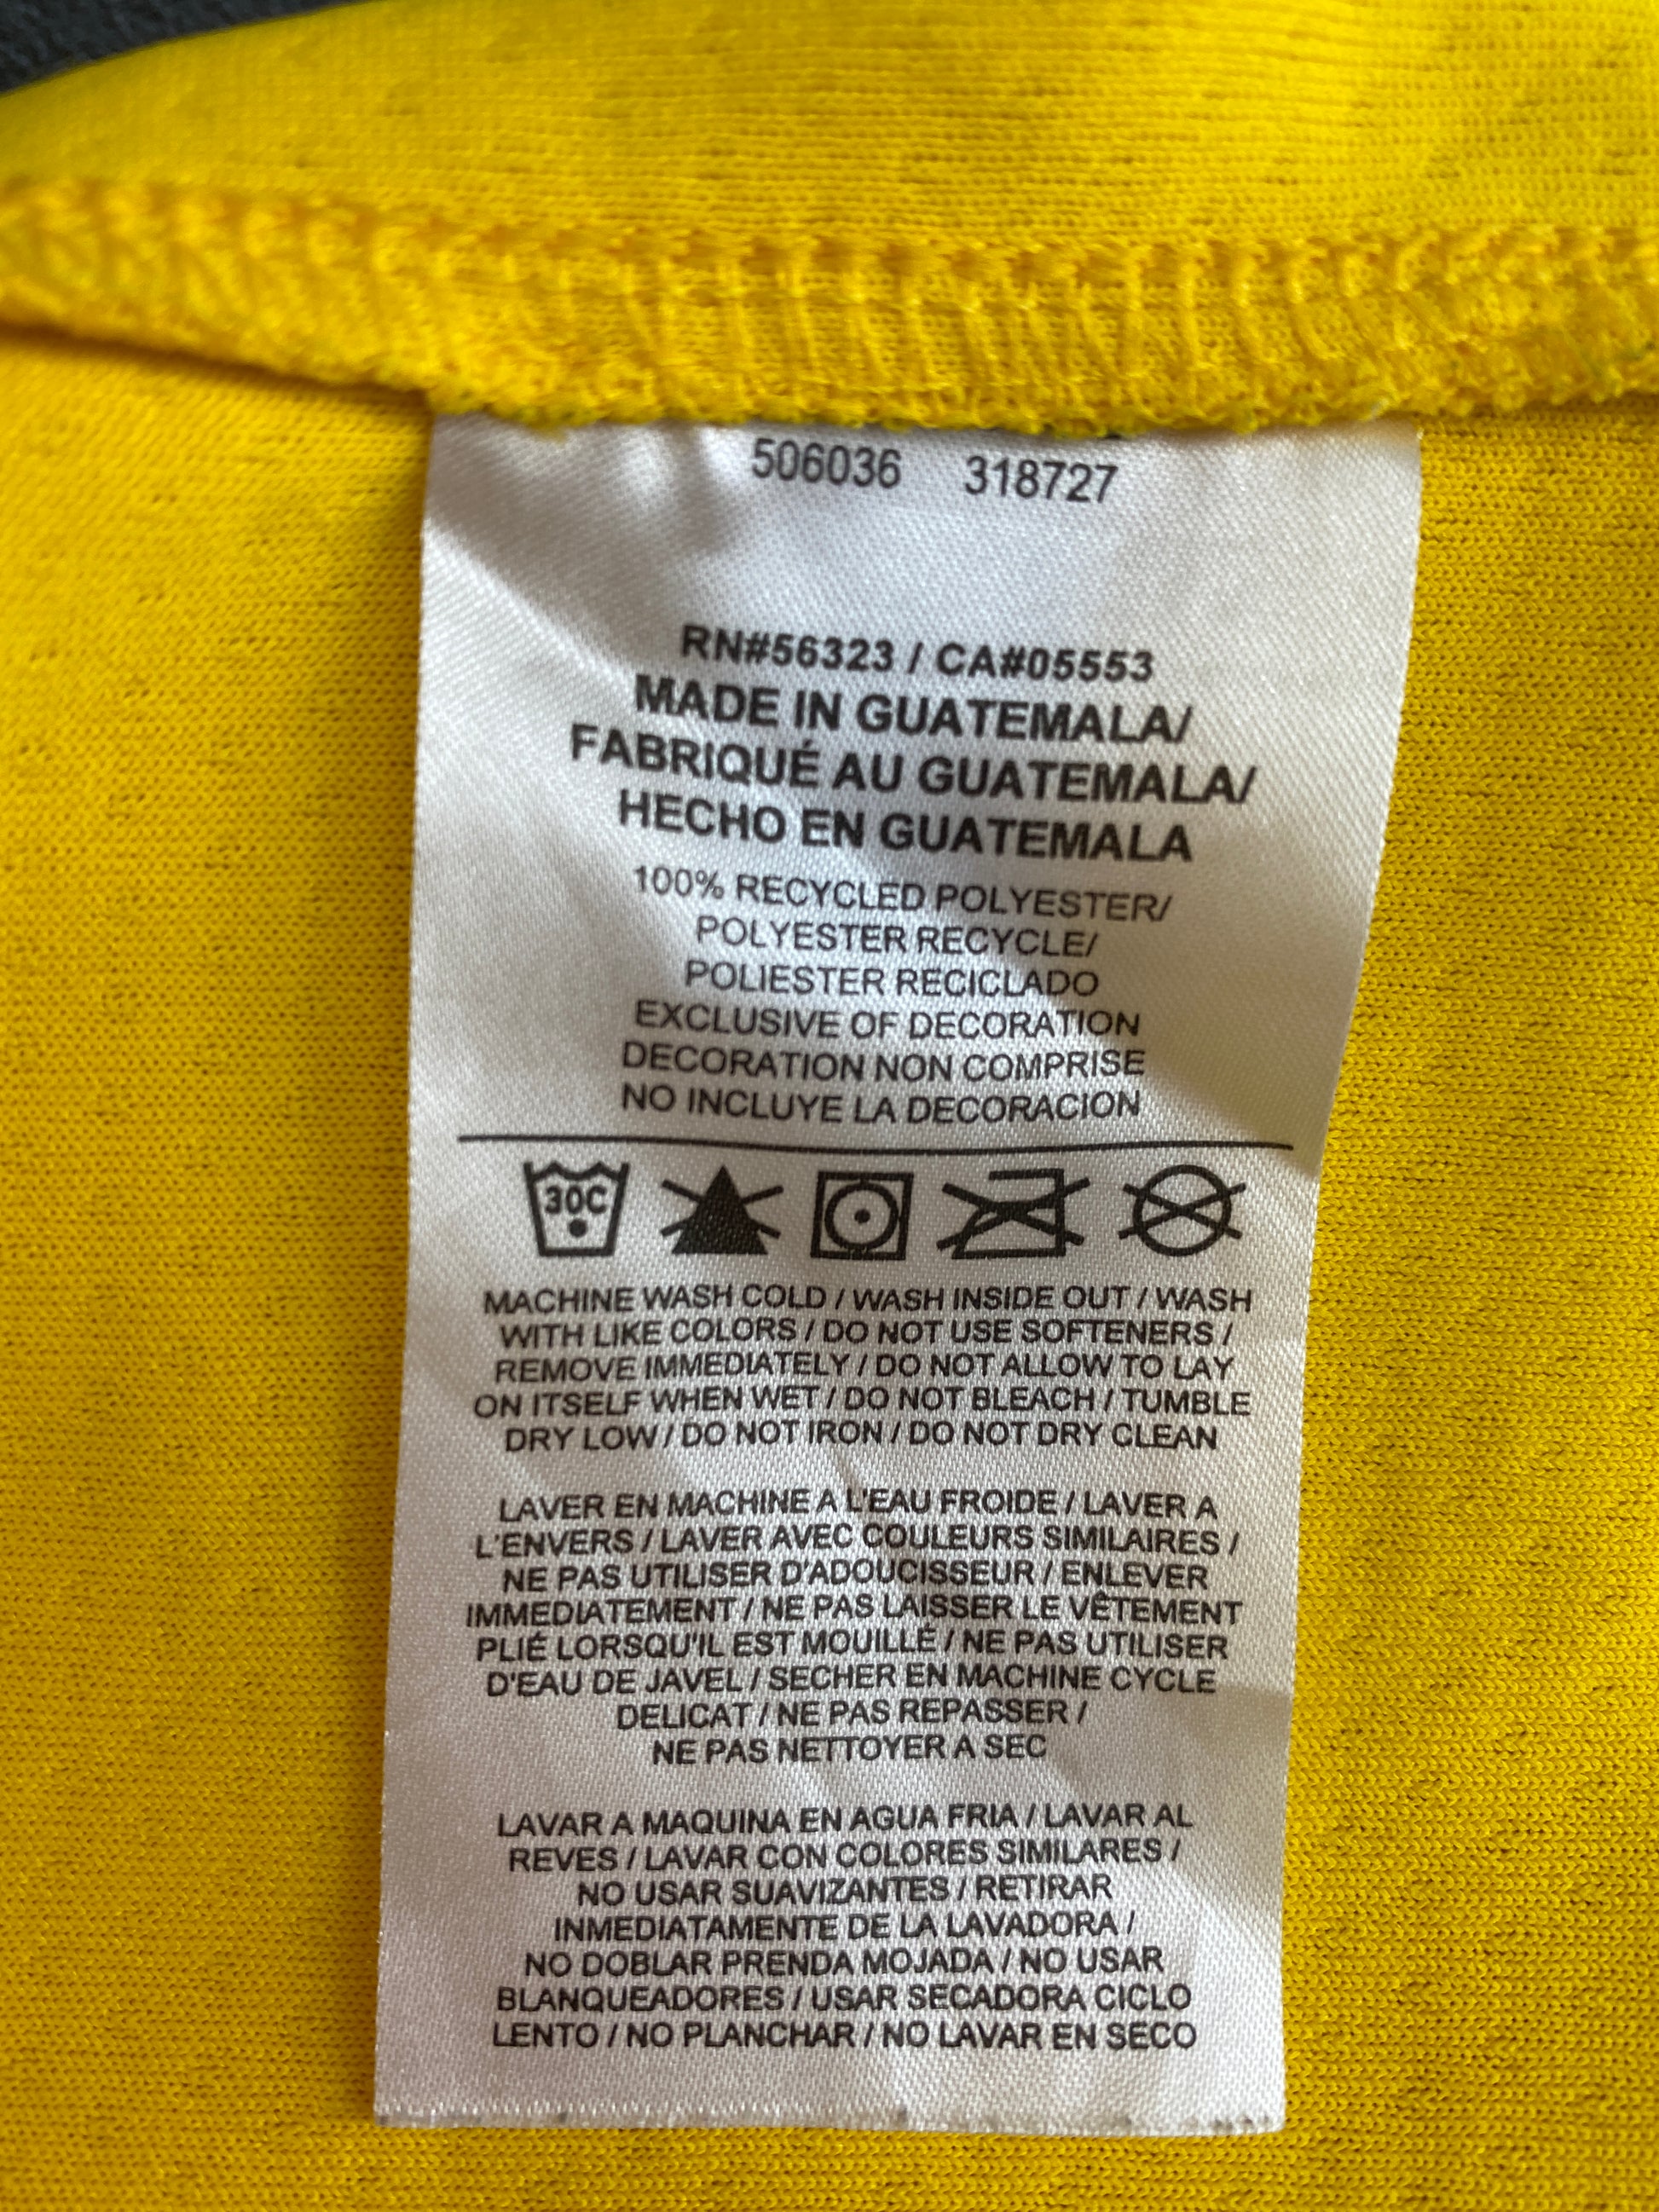 506036 318727
RN#56323 / CA#05553
MADE IN GUATEMALA/
FABRIQUÉ AU GUATEMALA/
HECHO EN GUATEMALA
100% RECYCLED POLYESTER/
POLYESTER RECYCLE/
POLIESTER RECICLADO
EXCLUSIVE OF DECORATION
DECORATION NON COMPRISE
NO INCLUYE LA DECORACION
30C
MACHINE WASH COLD / WASH INSIDE OUT / WASH
WITH LIKE COLORS / DO NOT USE SOFTENERS /
REMOVE IMMEDIATELY / DO NOT ALLOW TO LAY
ON ITSELF WHEN WET / DO NOT BLEACH / TUMBLE
DRY LOW / DO NOT IRON / DO NOT DRY CLEAN
LAVER EN MACHINE A L'EAU FROIDE / LAVER A
L'ENVERS / LAVER AVEC COULEURS SIMILAIRES /
NE PAS UTILISER D'ADOUCISSEUR / ENLEVER
IMMEDIATEMENT / NE PAS LAISSER LE VÊTEMENT
PLIÉ LORSQU'IL EST MOUILLÉ / NE PAS UTILISER
D'EAU DE JAVEL / SECHER EN MACHINE CYCLE
DELICAT / NE PAS REPASSER /
NE PAS NETTOYER A SEC
LAVAR A MAQUINA EN AGUA FRIA / LAVAR AL
REVES / LAVAR CON COLORES SIMILARES /
NO USAR SUAVIZANTES / RETIRAR
INMEDIATAMENTE DE LA LAVADORA /
NO DOBLAR PRENDA MOJADA / NO USAR
BLANQUEADORES / USAR SECADORA CICLO
LENTO / NO PLANCHAR / NO LAVAR EN SECO